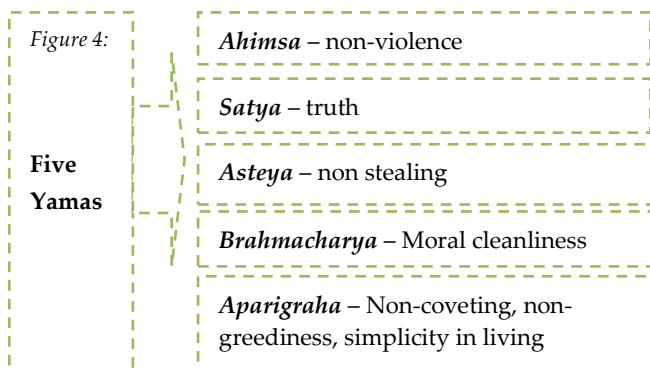 Figure 4:
Five
Yamas
Ahimsa – non-violence
Satya – truth
Asteya – non stealing
Brahmacharya – Moral cleanliness
Aparigraha – Non-coveting, non-
greediness, simplicity in living